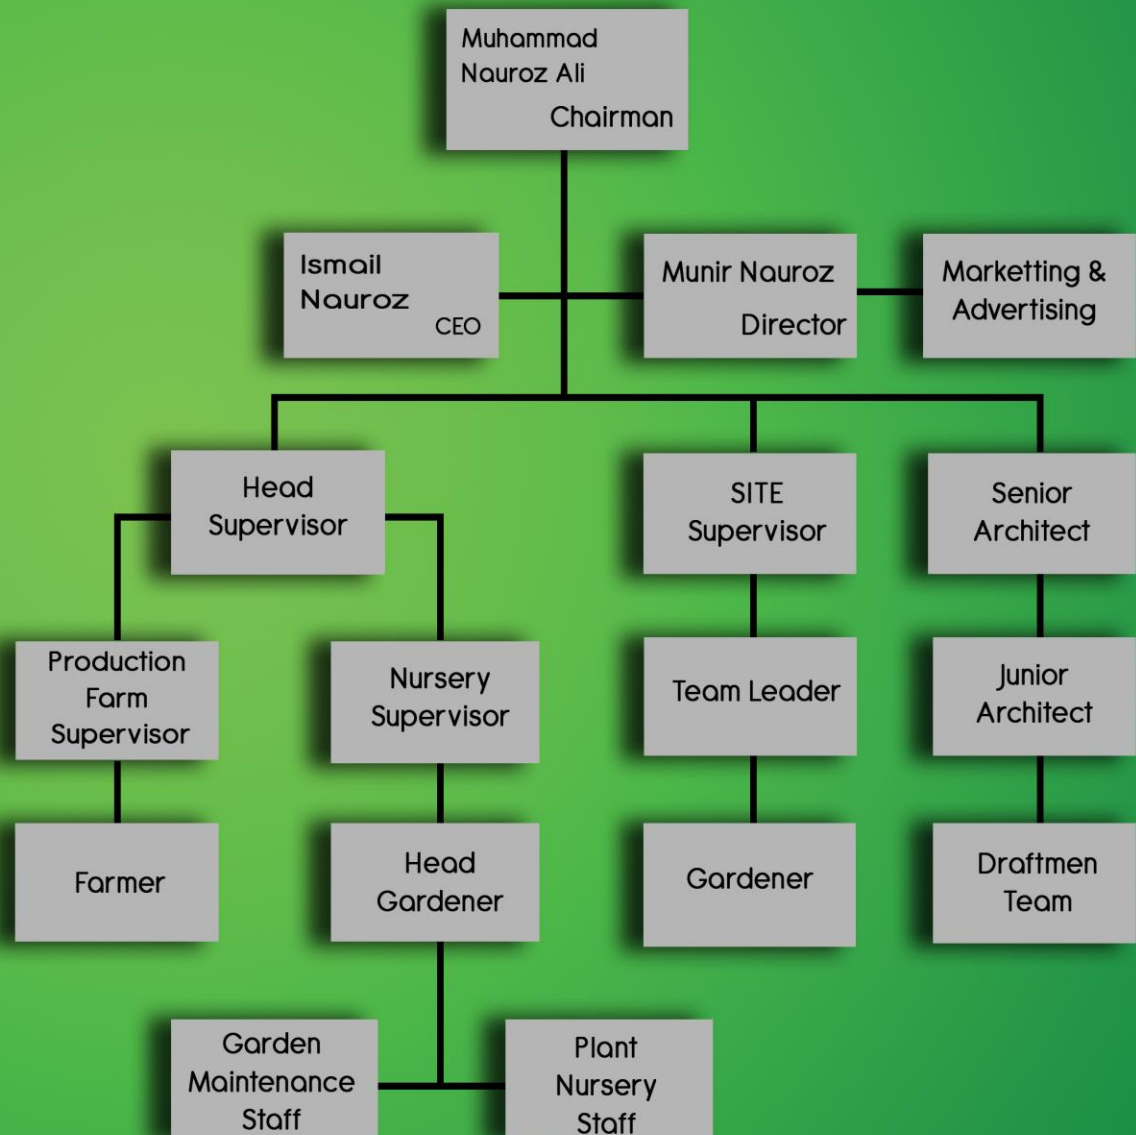 Muhammad
Nauroz Ali
Chairman
Ismail
Nauroz
CEO
Munir Nauroz
Director
Marketting &
Advertising
Head
Supervisor
SITE
Supervisor
Senior
Architect
Production
Farm
Supervisor
Nursery
Supervisor
Team Leader
Junior
Architect
Farmer
Head
Gardener
Gardener
Draftmen
Team
Garden
Maintenance
Staff
Plant
Nursery
Staff